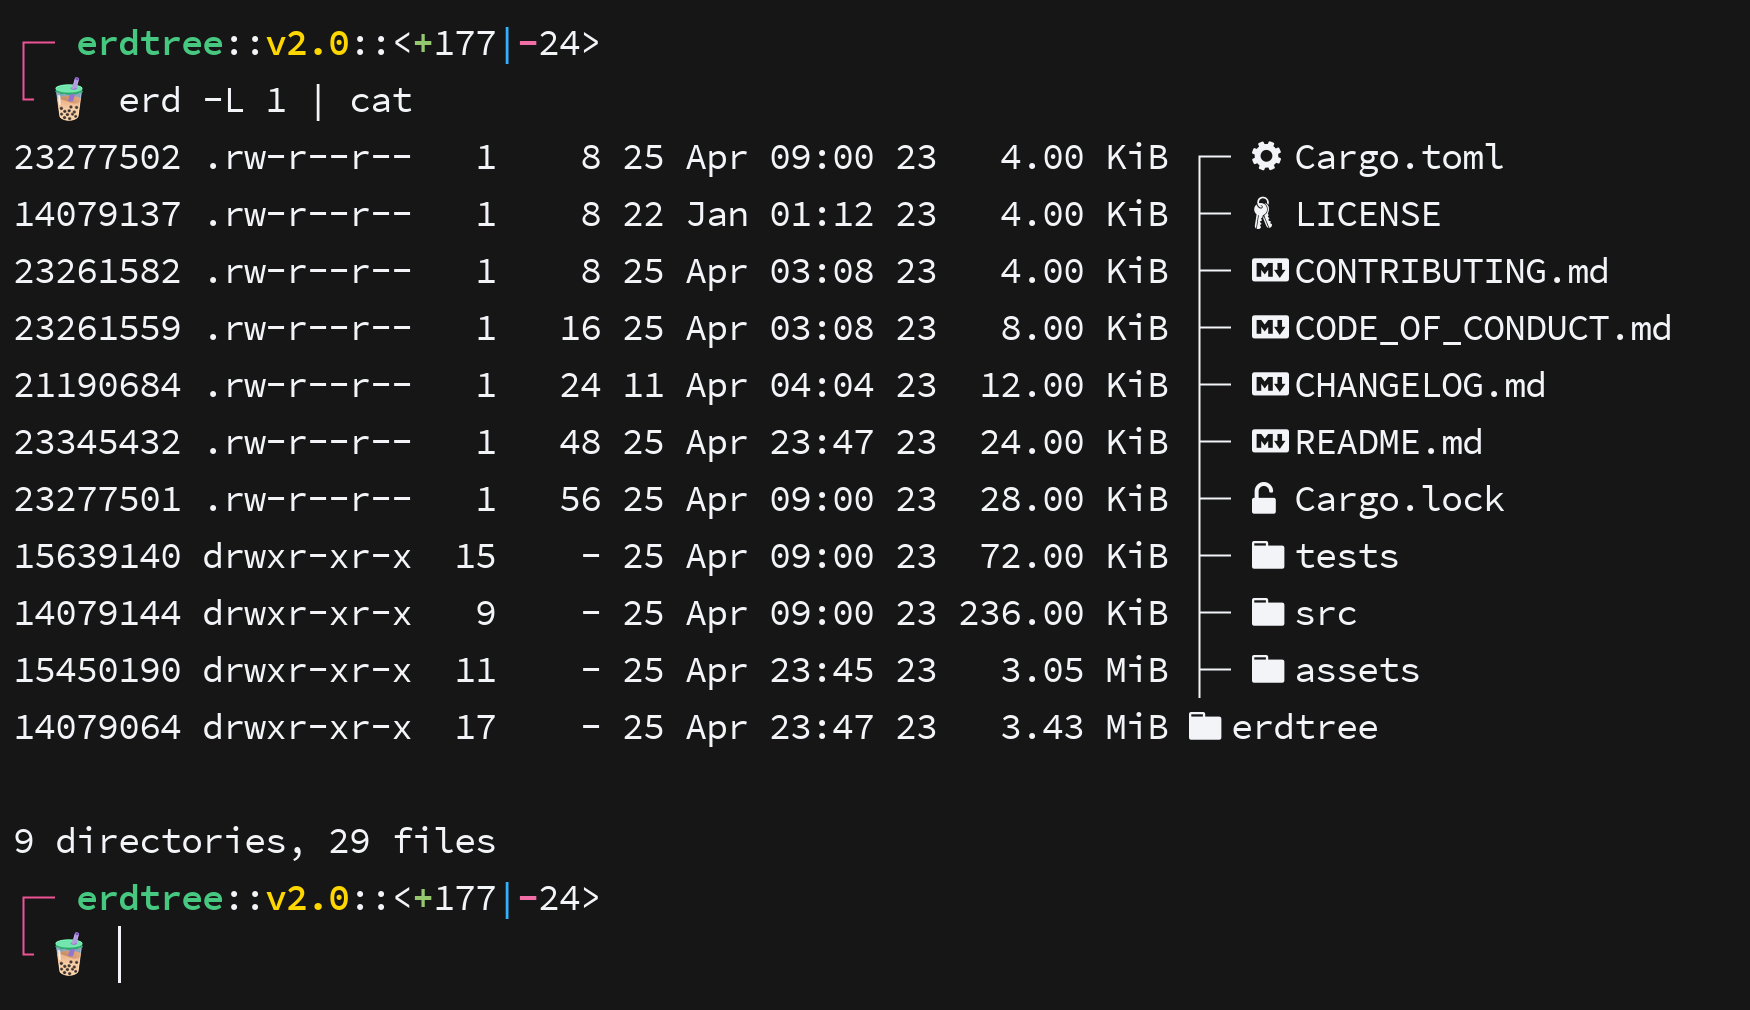 erdtree::v2.0::<+177|-24>
erd -L 1 | cat
23277502 .rw-r--r-- 1 8 25 Apr 09:00 23 4.00 KiB Cargo.toml
14079137 .rw-r--r-- 1 8 22 Jan 01:12 23 4.00 KiB LICENSE
23261582 .rw-r--r-- 1 8 25 Apr 03:08 23 4.00 KiB CONTRIBUTING.md
23261559 .rw-r--r-- 1 16 25 Apr 03:08 23 8.00 KiB CODE_OF_CONDUCT.md
21190684 .rw-r--r-- 1 24 11 Apr 04:04 23 12.00 KiB CHANGELOG.md
23345432 .rw-r--r-- 1 48 25 Apr 23:47 23 24.00 KiB README.md
23277501 .rw-r--r-- 1 56 25 Apr 09:00 23 28.00 KiB Cargo.lock
15639140 drwxr-xr-x 15 - 25 Apr 09:00 23 72.00 KiB tests
14079144 drwxr-xr-x 9 - 25 Apr 09:00 23 236.00 KiB src
15450190 drwxr-xr-x 11 - 25 Apr 23:45 23 3.05 MiB assets
14079064 drwxr-xr-x 17 - 25 Apr 23:47 23 3.43 MiB erdtree
9 directories, 29 files
erdtree::v2.0::<+177|-24>